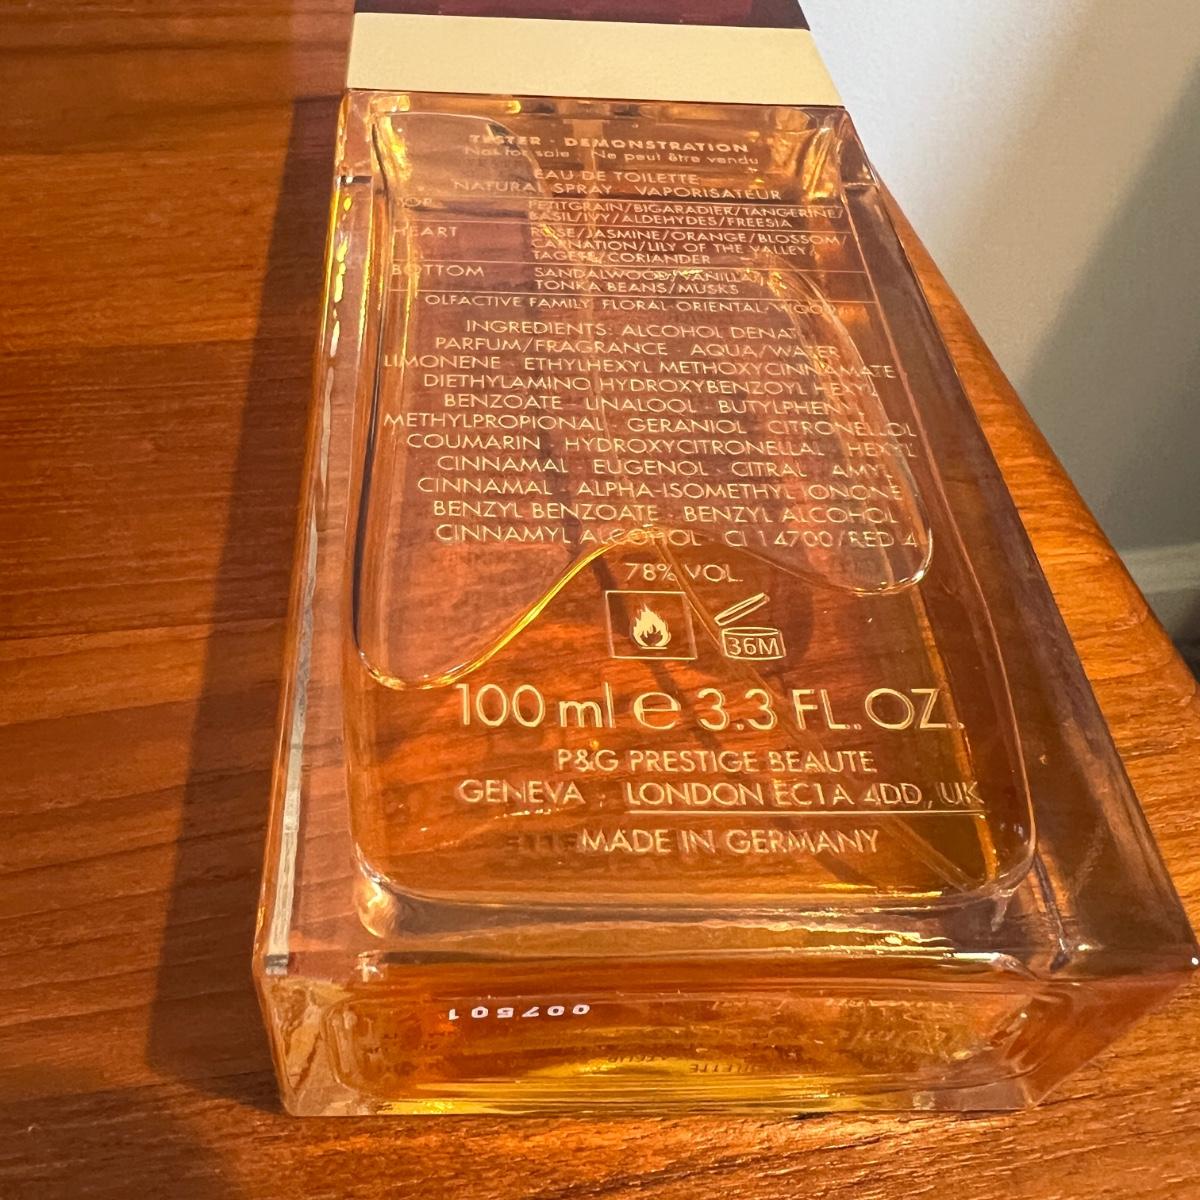 TESTER · DEMONSTRATION
Not for sale · Ne peut être vendu
EAU DE TOILETTE
NATURAL SPRAY VAPORISATEUR
TOP PETITGRAIN/BIGARADIER/TANGERINE/
BASIL/IVY/ALDEHYDES/FREESIA
HEART ROSE/JASMINE/ORANGE/BLOSSOM/
CARNATION/LILY OF THE VALLEY/
TAGETE/CORIANDER
BOTTOM SANDALWOOD/VANILLA/
TONKA BEANS/MUSKS
OLFACTIVE FAMILY: FLORAL-ORIENTAL-WOODY
INGREDIENTS: ALCOHOL DENAT.
PARFUM/FRAGRANCE · AQUA/WATER
LIMONENE · ETHYLHEXYL METHOXYCINNAMATE
DIETHYLAMINO HYDROXYBENZOYL HEXYL
BENZOATE · LINALOOL · BUTYLPHENYL
METHYLPROPIONAL · GERANIOL · CITRONELLOL
COUMARIN · HYDROXYCITRONELLAL · HEXYL
CINNAMAL · EUGENOL · CITRAL · AMYL
CINNAMAL · ALPHA-ISOMETHYL IONONE
BENZYL BENZOATE · BENZYL ALCOHOL
CINNAMYL ALCOHOL · CI 14700/RED 4
78% VOL.
36M
100 ml e 3.3 FL. OZ.
P&G PRESTIGE BEAUTE
GENEVA · LONDON EC1A 4DD, UK
MADE IN GERMANY
007501